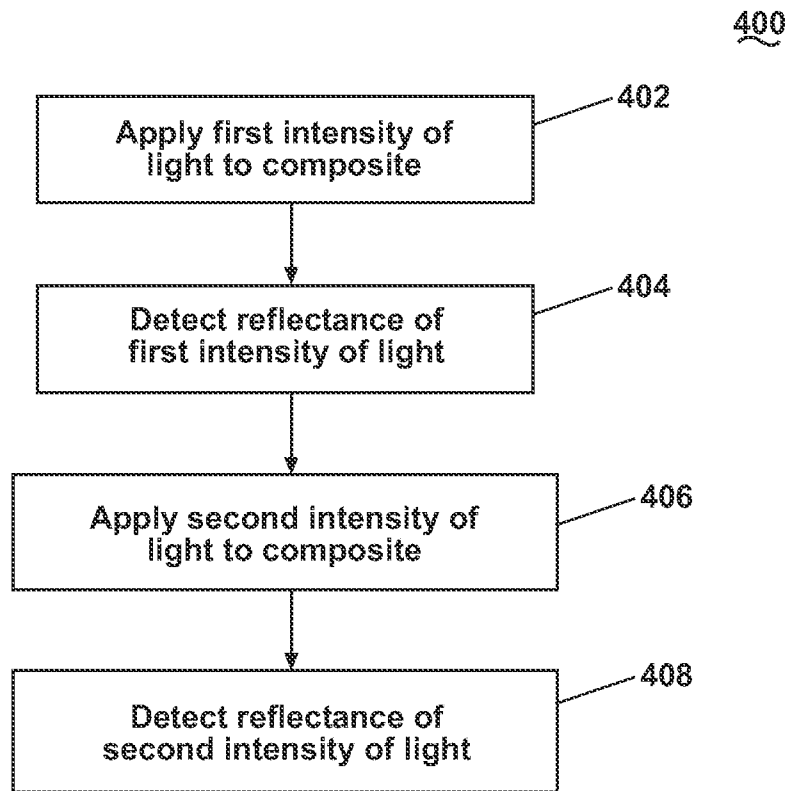 400
402
Apply first intensity of
light to composite
404
Detect reflectance of
first intensity of light
406
Apply second intensity of
light to composite
408
Detect reflectance of
second intensity of light